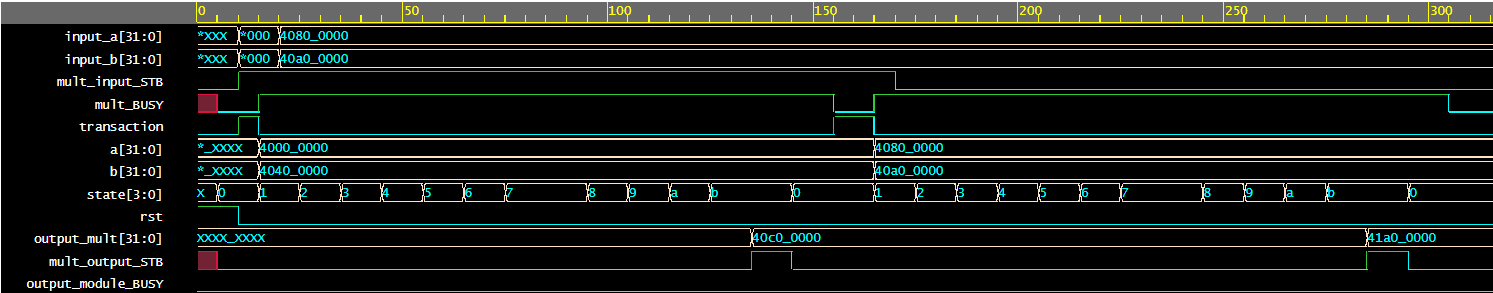 0 50 100 150 200 250 300
input_a[31:0] *XXX *000 4080_0000
input_b[31:0] *XXX *000 40a0_0000
mult_input_STB
mult_BUSY
transaction
a[31:0] *_XXXX 4000_0000 4080_0000
b[31:0] *_XXXX 4040_0000 40a0_0000
state[3:0] X 0 1 2 3 4 5 6 7 8 9 a b 0 1 2 3 4 5 6 7 8 9 a b 0
rst
output_mult[31:0] XXXX_XXXX 40c0_0000 41a0_0000
mult_output_STB
output_module_BUSY